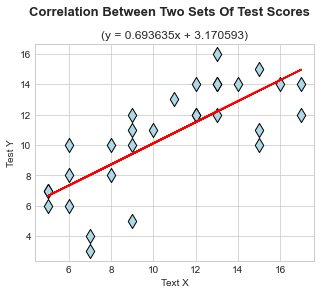 Correlation Between Two Sets Of Test Scores
(y = 0.693635x + 3.170593)
16
14
12
10
8
6
4
Test Y
6 8 10 12 14 16
Test X